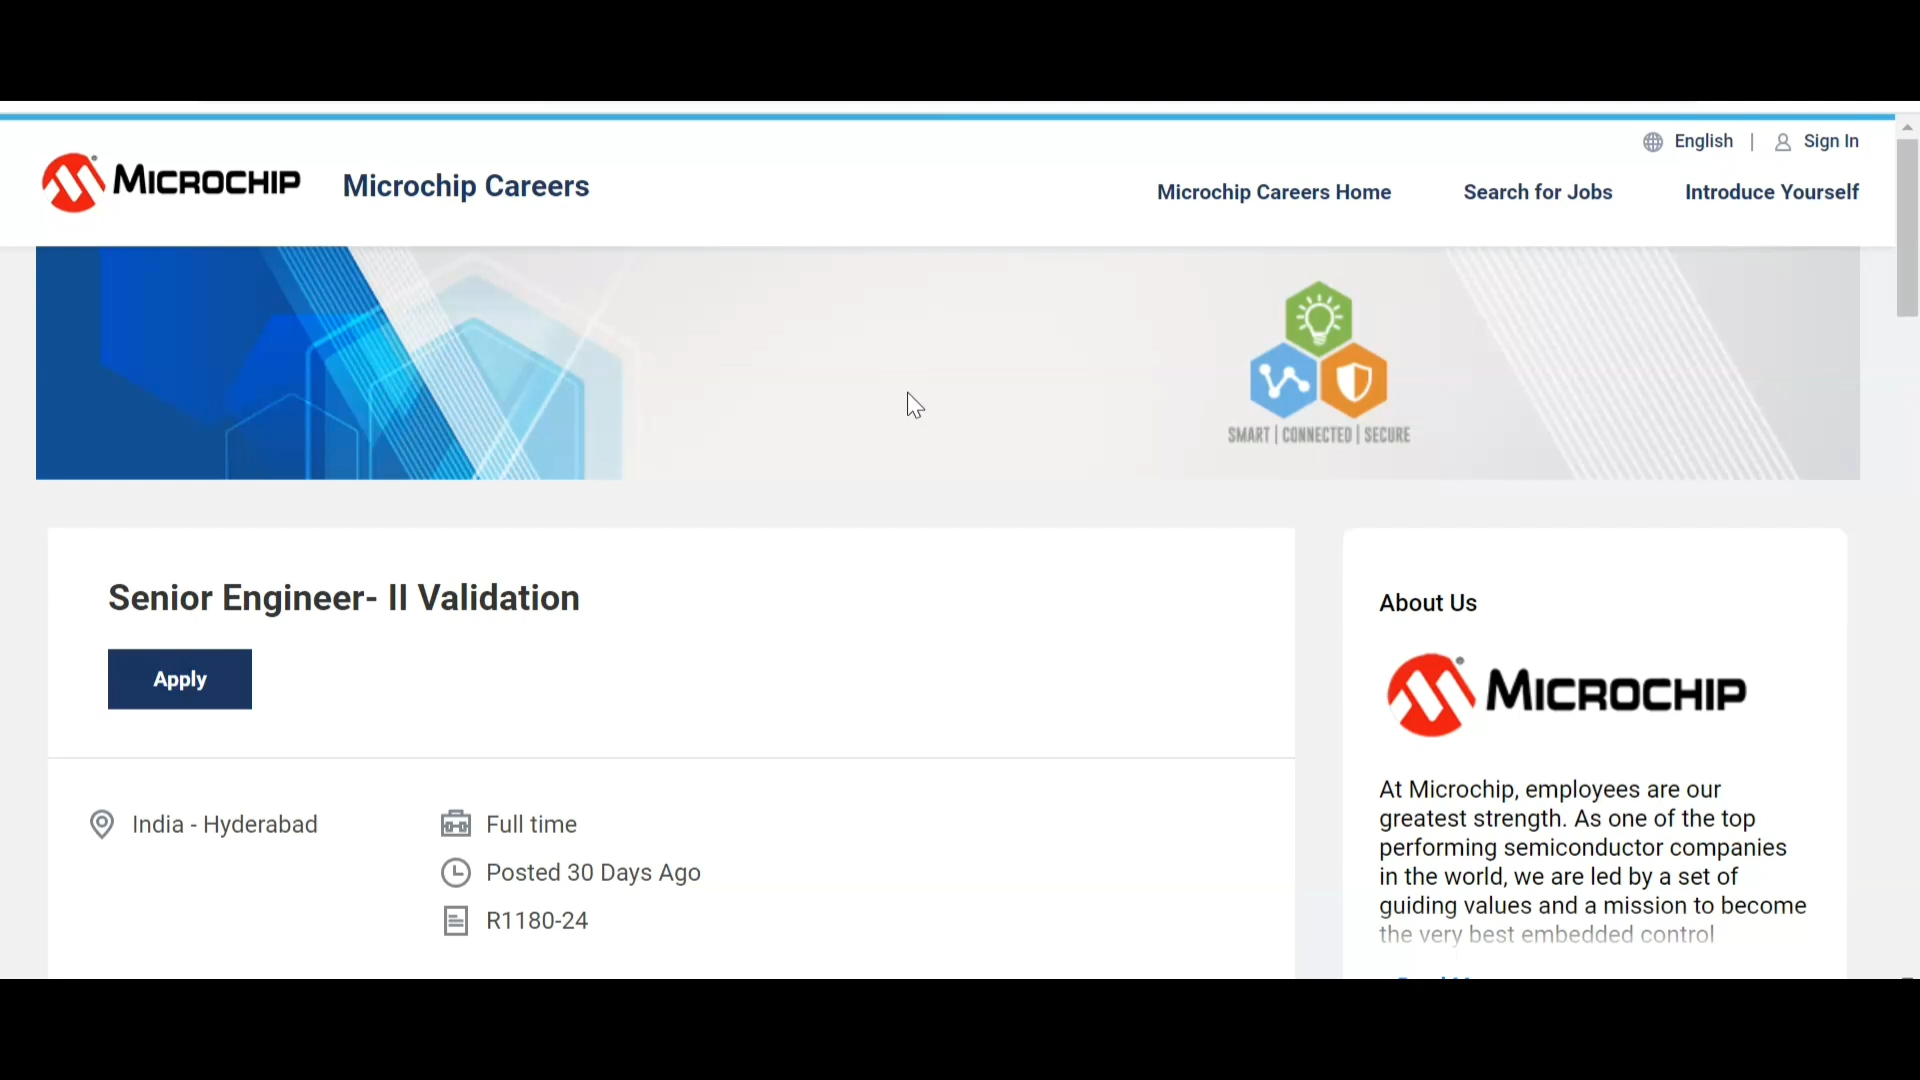 English | Sign In
MICROCHIP
Microchip Careers
Microchip Careers Home
Search for Jobs
Introduce Yourself
SMART | CONNECTED | SECURE
Senior Engineer- II Validation
Apply
India - Hyderabad
Full time
Posted 30 Days Ago
R1180-24
About Us
MICROCHIP
At Microchip, employees are our
greatest strength. As one of the top
performing semiconductor companies
in the world, we are led by a set of
guiding values and a mission to become
the very best embedded control